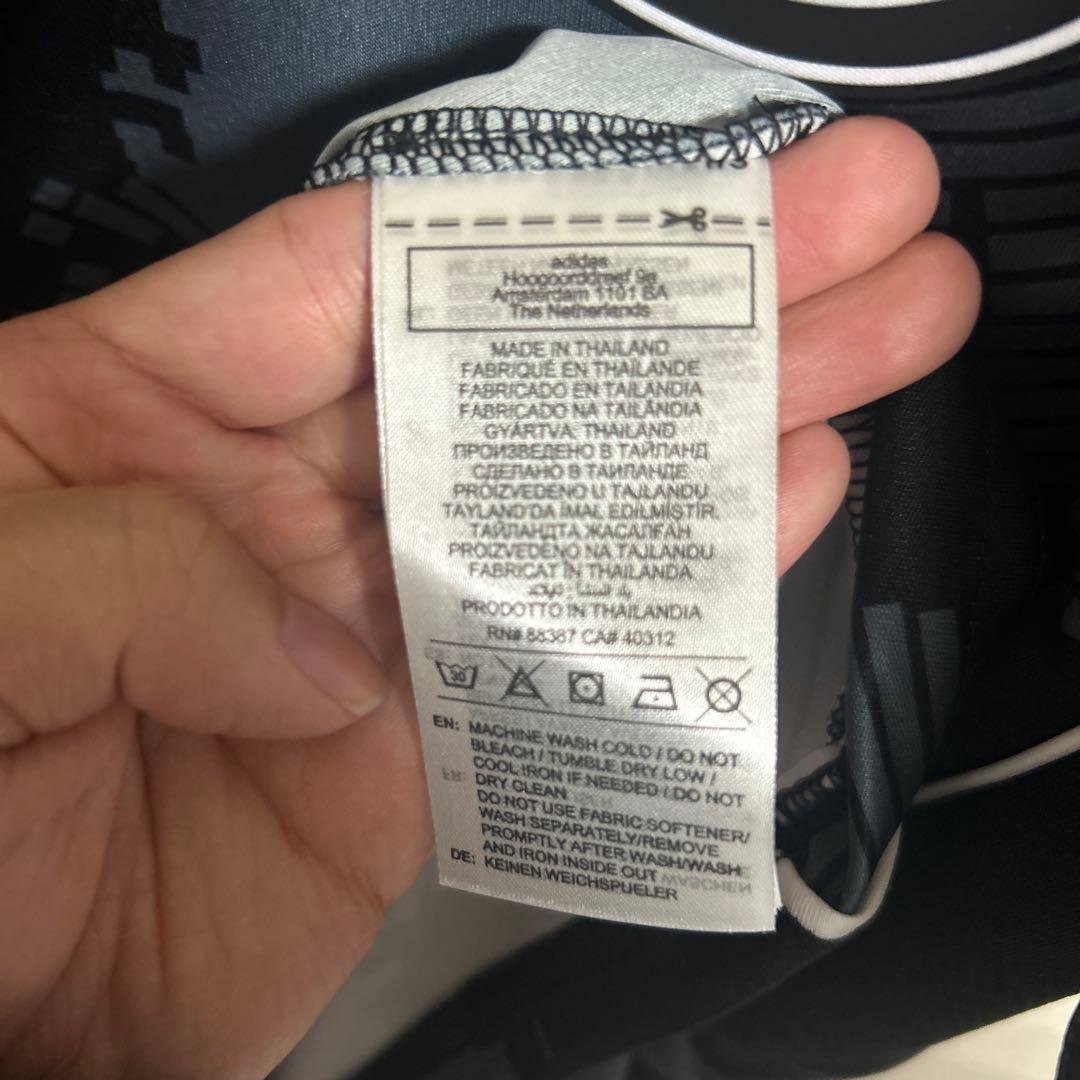 adidas
Hoogoorddreef 9a
Amsterdam 1101 BA
The Netherlands
MADE IN THAILAND
FABRIQUÉ EN THAÏLANDE
FABRICADO EN TAILANDIA
FABRICADO NA TAILÂNDIA
GYÁRTVA: THAILAND
ПРОИЗВЕДЕНО В ТАЙЛАНД
СДЕЛАНО В ТАИЛАНДЕ
PROIZVEDENO U TAJLANDU
TAYLAND'DA İMAL EDİLMİŞTİR.
ТАЙЛАНДТА ЖАСАЛҒАН
PROIZVEDENO NA TAJLANDU
FABRICAT ÎN THAILANDA
PRODOTTO IN THAILANDIA
RN# 88387 CA# 40312
30
EN: MACHINE WASH COLD / DO NOT
BLEACH / TUMBLE DRY LOW /
COOL IRON IF NEEDED / DO NOT
DRY CLEAN
DO NOT USE FABRIC SOFTENER/
WASH SEPARATELY/REMOVE
PROMPTLY AFTER WASH/WASH
AND IRON INSIDE OUT
DE: KEINEN WEICHSPUELER